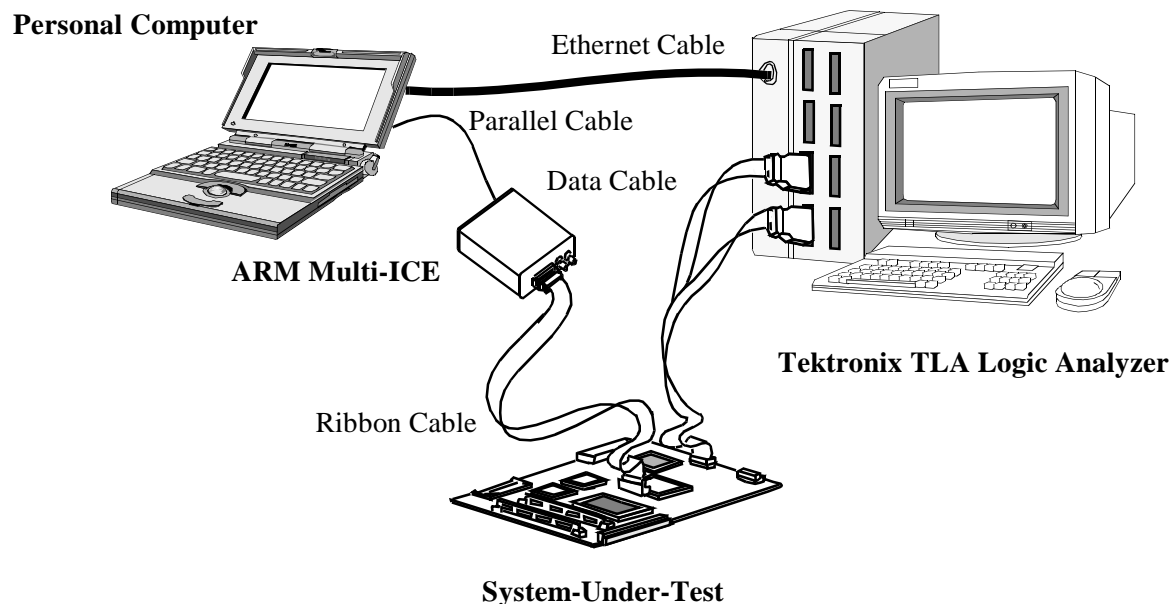 Personal Computer
Ethernet Cable
Parallel Cable
Data Cable
ARM Multi-ICE
Tektronix TLA Logic Analyzer
Ribbon Cable
System-Under-Test